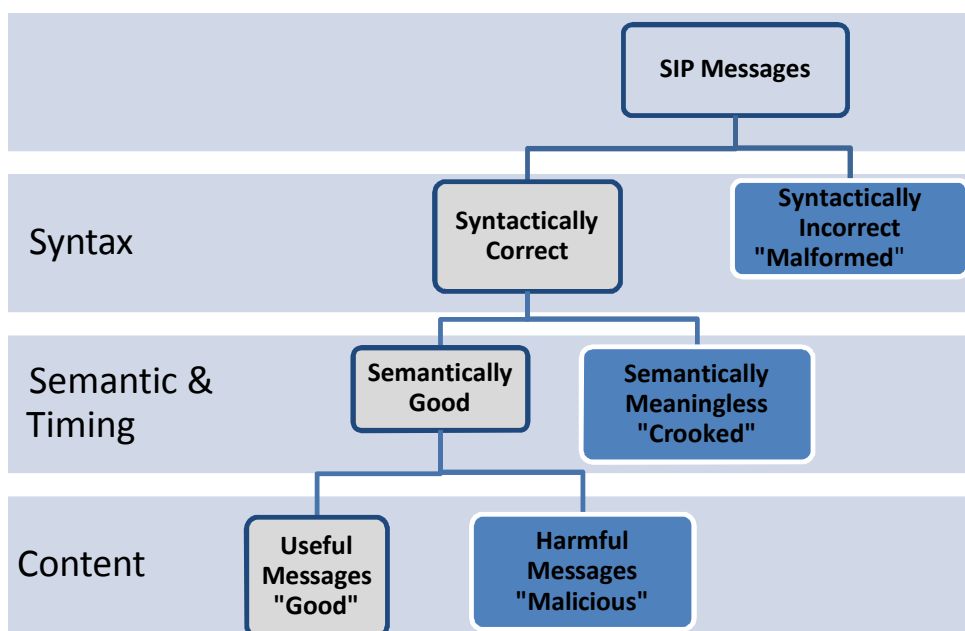 SIP Messages
Syntax
Syntactically
Correct
Syntactically
Incorrect
"Malformed"
Semantic &
Timing
Semantically
Good
Semantically
Meaningless
"Crooked"
Content
Useful
Messages
"Good"
Harmful
Messages
"Malicious"